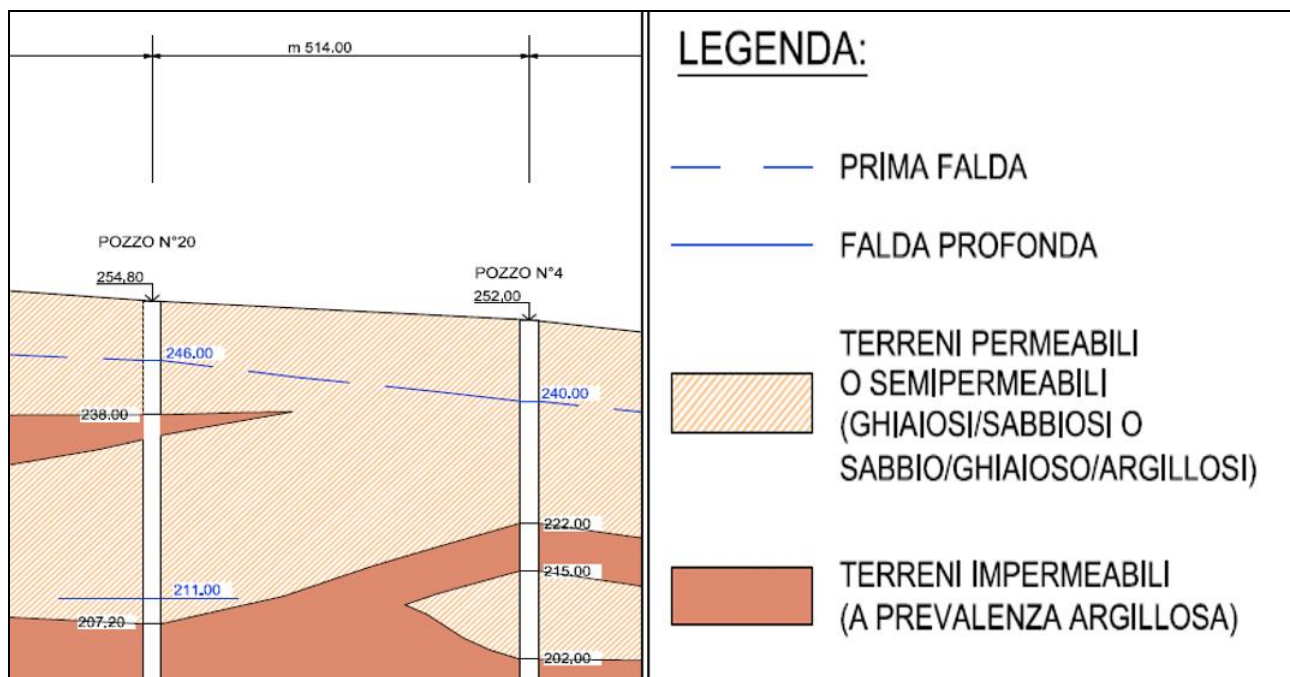 m 514.00
POZZO N°20
254,80
POZZO N°4
252,00
246.00
240.00
238.00
222.00
215.00
211.00
207,20
202,00
LEGENDA:
PRIMA FALDA
FALDA PROFONDA
TERRENI PERMEABILI
O SEMIPERMEABILI
(GHIAIOSI/SABBIOSI O
SABBIO/GHIAIOSO/ARGILLOSI)
TERRENI IMPERMEABILI
(A PREVALENZA ARGILLOSA)